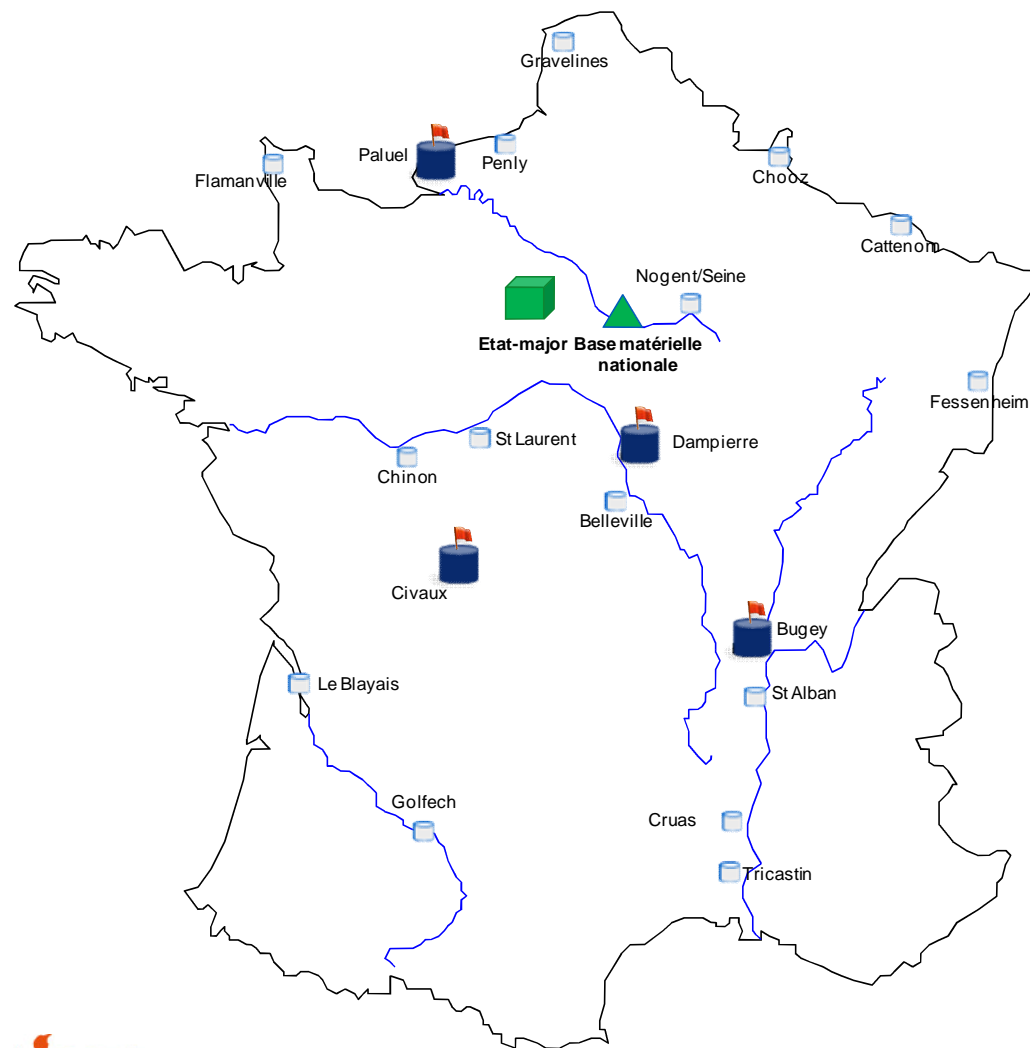 Gravelines
Paluel
Penly
Flamanville
Chooz
Cattenom
Nogent/Seine
Etat-major
Base matérielle
nationale
Fessenheim
St Laurent
Dampierre
Chinon
Belleville
Civaux
Bugey
Le Blayais
St Alban
Golfech
Cruas
Tricastin